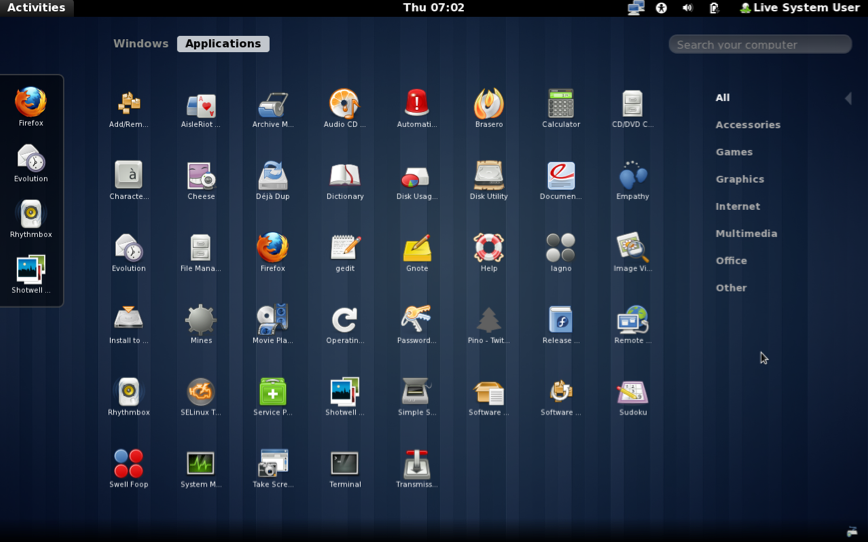 Activities
Thu 07:02
Live System User
Windows
Applications
Search your computer
Firefox
Evolution
Rhythmbox
Shotwell ...
Add/Rem...
AisleRiot ...
Archive M...
Audio CD ...
Automati...
Brasero
Calculator
CD/DVD C...
Characte...
Cheese
Déjà Dup
Dictionary
Disk Usag...
Disk Utility
Documen...
Empathy
Evolution
File Mana...
Firefox
gedit
Gnote
Help
Iagno
Image Vi...
Install to ...
Mines
Movie Pla...
Operatin...
Password...
Pino - Twit...
Release ...
Remote ...
Rhythmbox
SELinux T...
Service P...
Shotwell ...
Simple S...
Software ...
Software ...
Sudoku
Swell Foop
System M...
Take Scre...
Terminal
Transmiss...
All
Accessories
Games
Graphics
Internet
Multimedia
Office
Other